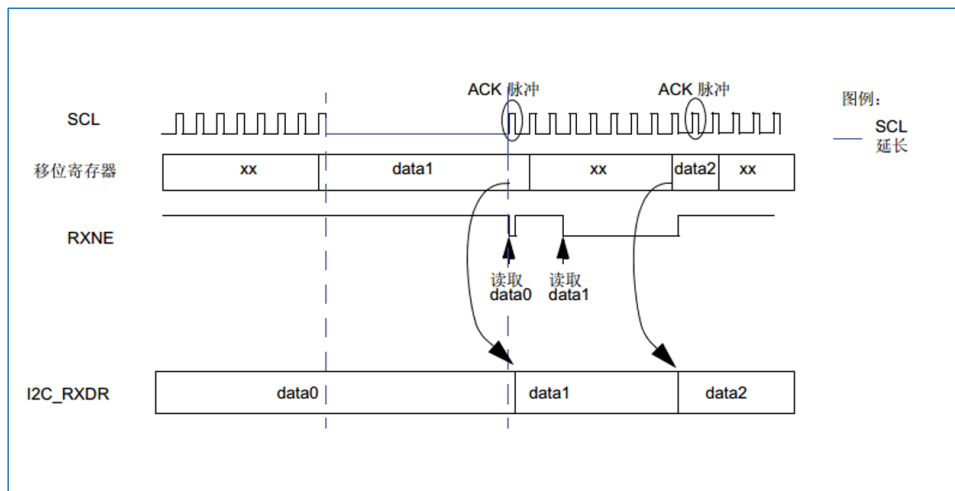 ACK 脉冲
ACK 脉冲
图例：
SCL
SCL
延长
移位寄存器
xx
data1
xx
data2
xx
RXNE
读取
data0
读取
data1
I2C_RXDR
data0
data1
data2